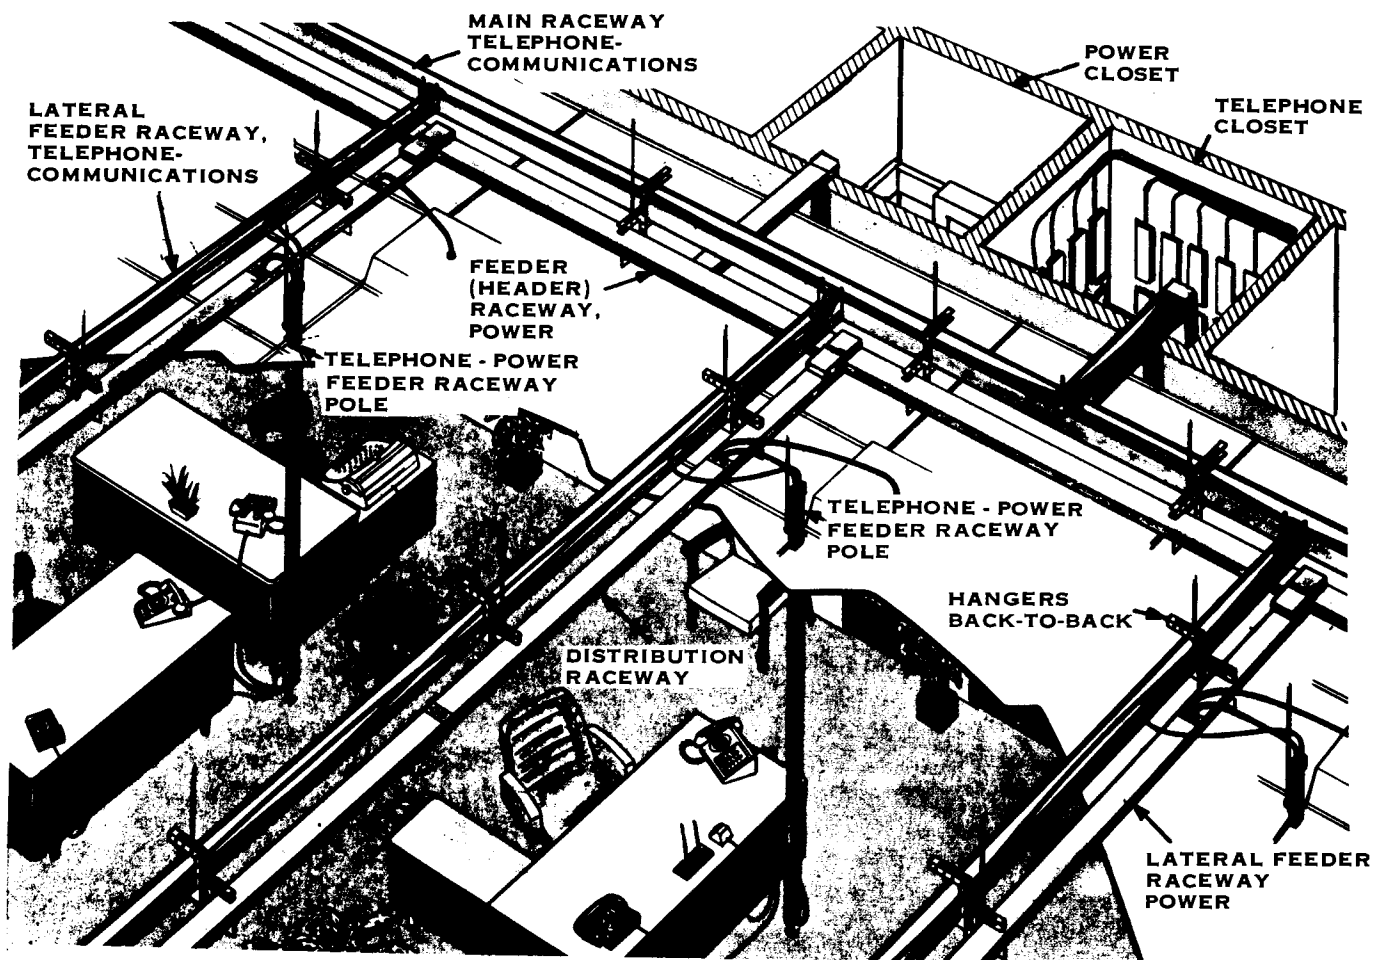 MAIN RACEWAY
TELEPHONE-
COMMUNICATIONS
POWER
CLOSET
TELEPHONE
CLOSET
LATERAL
FEEDER RACEWAY,
TELEPHONE-
COMMUNICATIONS
FEEDER
(HEADER)
RACEWAY,
POWER
TELEPHONE - POWER
FEEDER RACEWAY
POLE
TELEPHONE - POWER
FEEDER RACEWAY
POLE
HANGERS
BACK-TO-BACK
DISTRIBUTION
RACEWAY
LATERAL FEEDER
RACEWAY
POWER